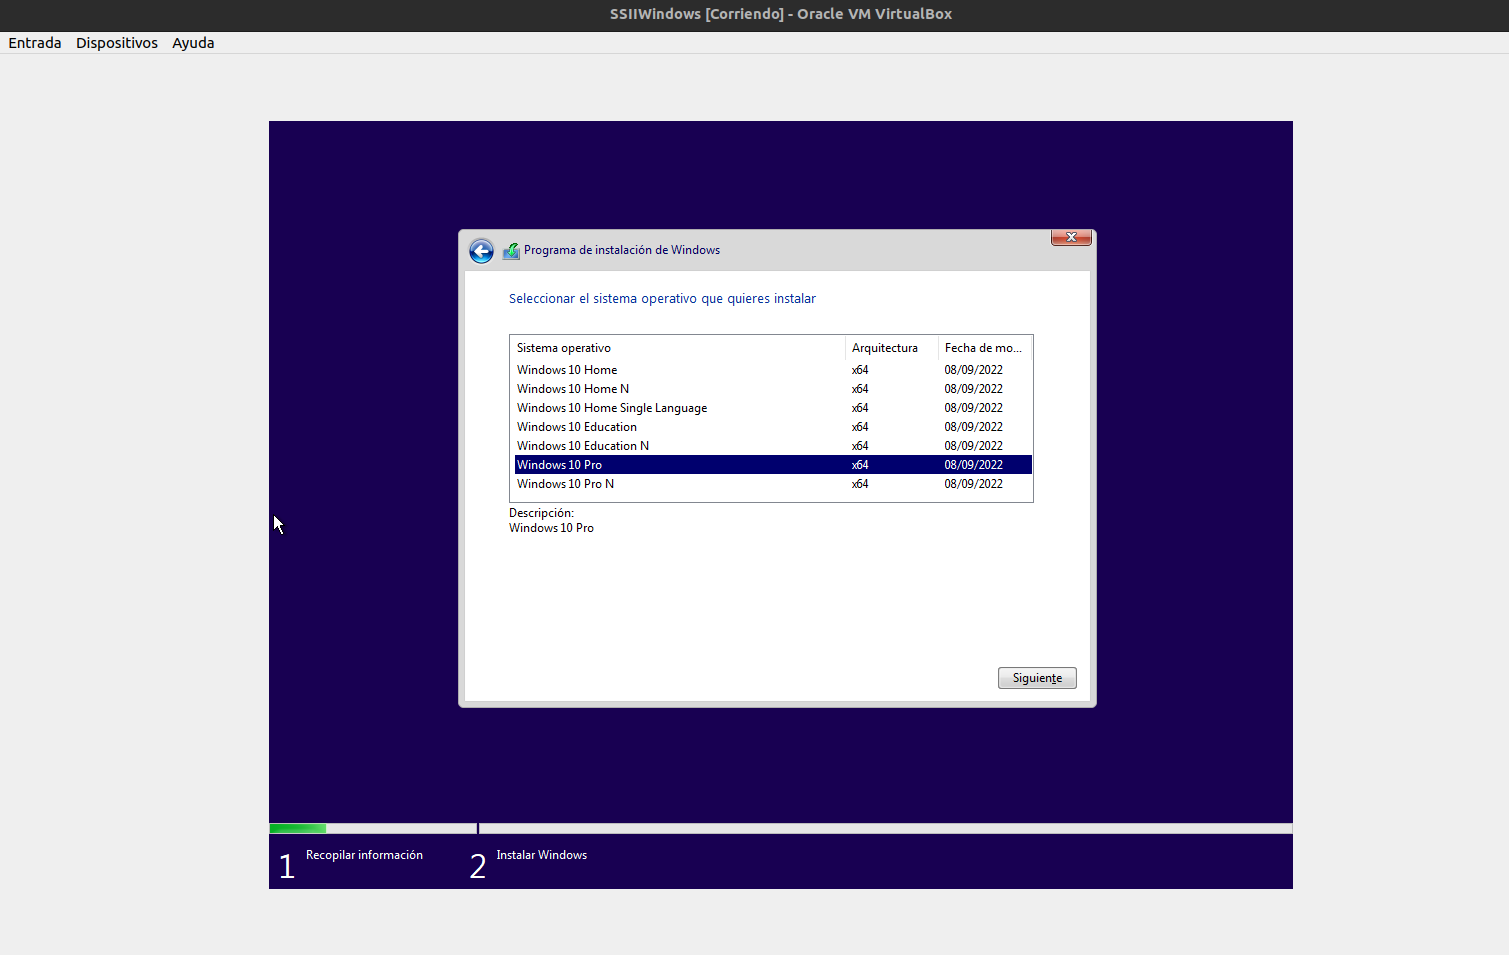 SSIIWindows [Corriendo] - Oracle VM VirtualBox
Entrada Dispositivos Ayuda
Programa de instalación de Windows
Seleccionar el sistema operativo que quieres instalar
Sistema operativo Arquitectura Fecha de mo...
Windows 10 Home x64 08/09/2022
Windows 10 Home N x64 08/09/2022
Windows 10 Home Single Language x64 08/09/2022
Windows 10 Education x64 08/09/2022
Windows 10 Education N x64 08/09/2022
Windows 10 Pro x64 08/09/2022
Windows 10 Pro N x64 08/09/2022
Descripción:
Windows 10 Pro
Siguiente
1 Recopilar información 2 Instalar Windows